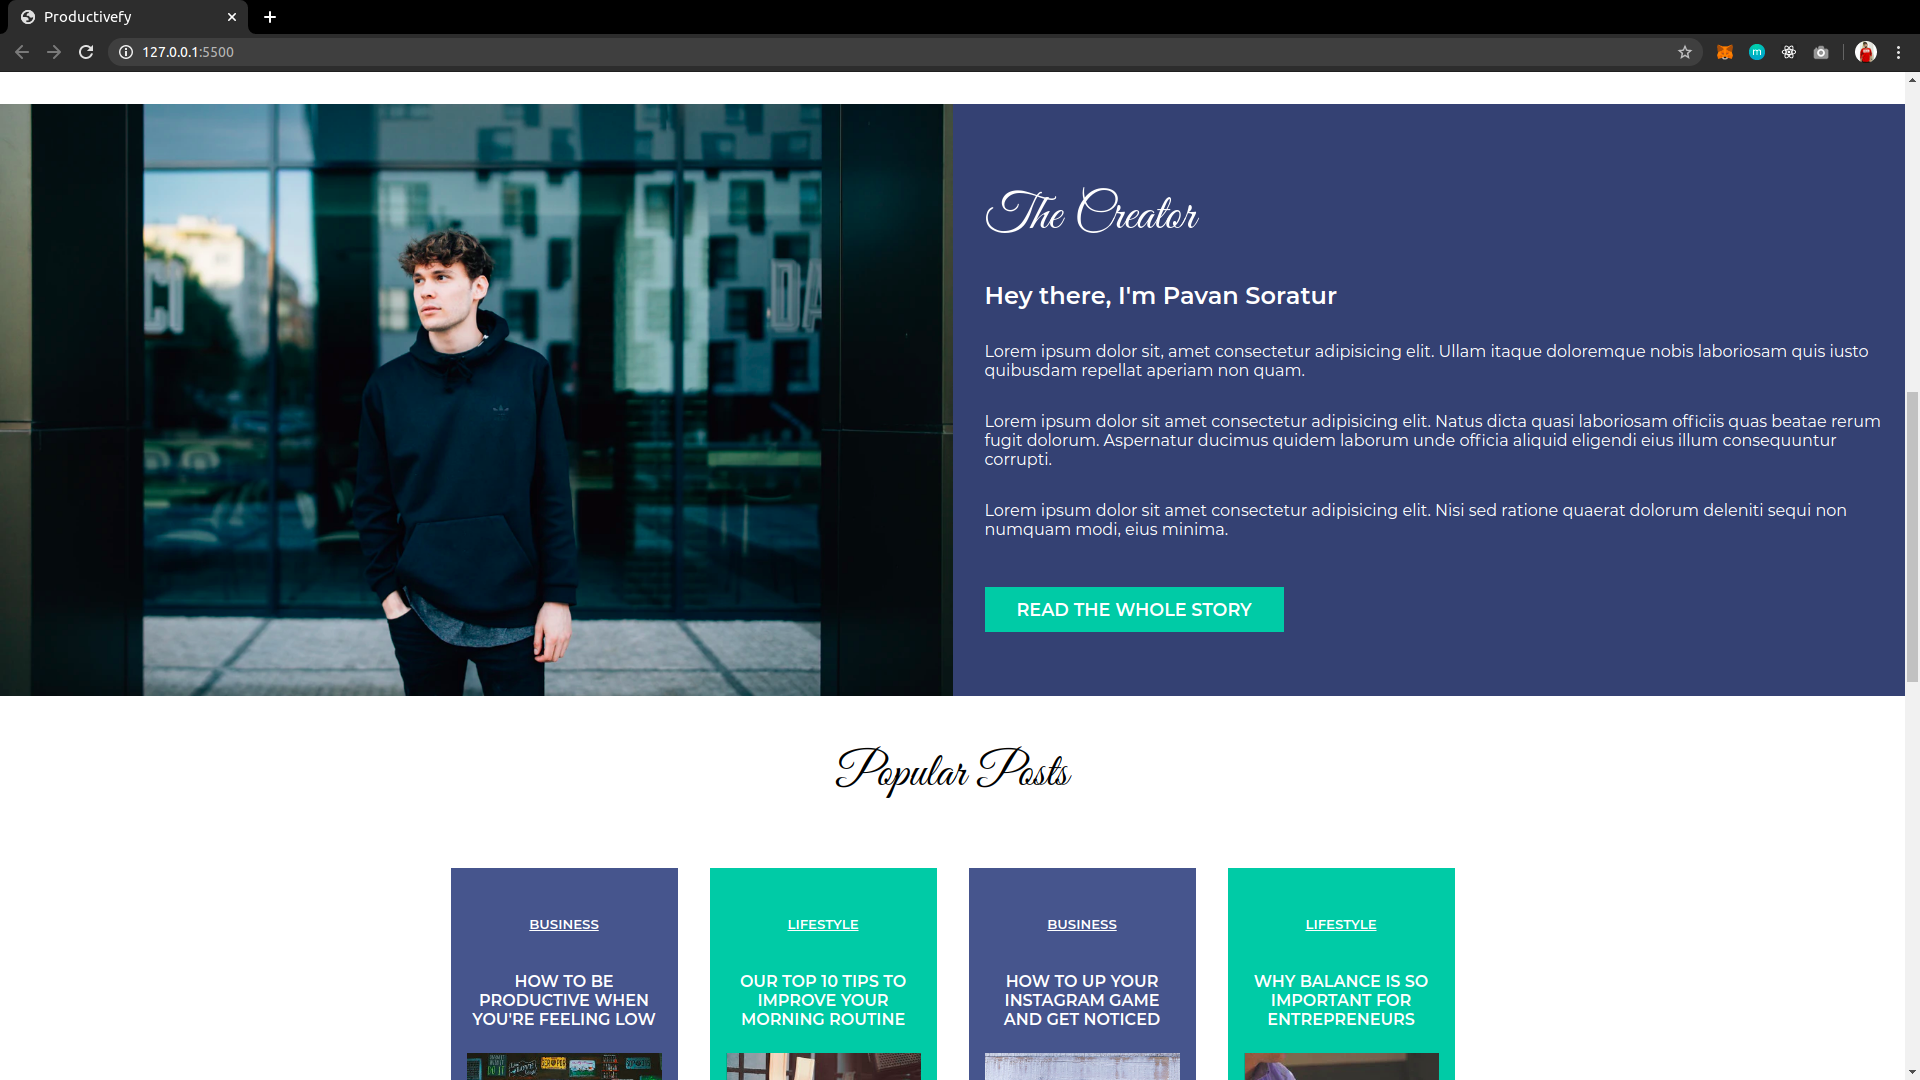 Productivefy
127.0.0.1:5500
The Creator
Hey there, I'm Pavan Soratur
Lorem ipsum dolor sit, amet consectetur adipisicing elit. Ullam itaque doloremque nobis laboriosam quis iusto
quibusdam repellat aperiam non quam.
Lorem ipsum dolor sit amet consectetur adipisicing elit. Natus dicta quasi laboriosam officiis quas beatae rerum
fugit dolorum. Aspernatur ducimus quidem laborum unde officia aliquid eligendi eius illum consequuntur
corrupti.
Lorem ipsum dolor sit amet consectetur adipisicing elit. Nisi sed ratione quaerat dolorum deleniti sequi non
numquam modi, eius minima.
READ THE WHOLE STORY
Popular Posts
BUSINESS
HOW TO BE
PRODUCTIVE WHEN
YOU'RE FEELING LOW
LIFESTYLE
OUR TOP 10 TIPS TO
IMPROVE YOUR
MORNING ROUTINE
BUSINESS
HOW TO UP YOUR
INSTAGRAM GAME
AND GET NOTICED
LIFESTYLE
WHY BALANCE IS SO
IMPORTANT FOR
ENTREPRENEURS